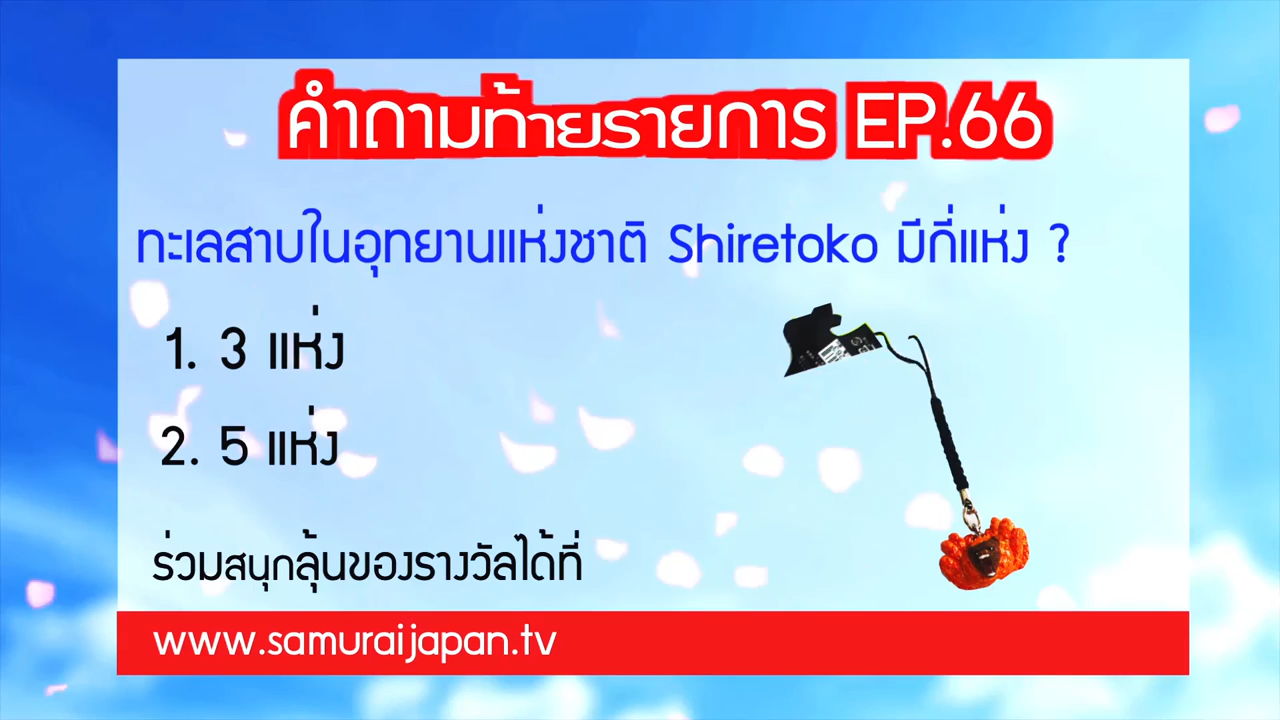 คำถามท้ายรายการ EP.66
ทะเลสาบในอุทยานแห่งชาติ Shiretoko มีกี่แห่ง ?
1. 3 แห่ง
2. 5 แห่ง
ร่วมสนุกลุ้นของรางวัลได้ที่
www.samuraijapan.tv